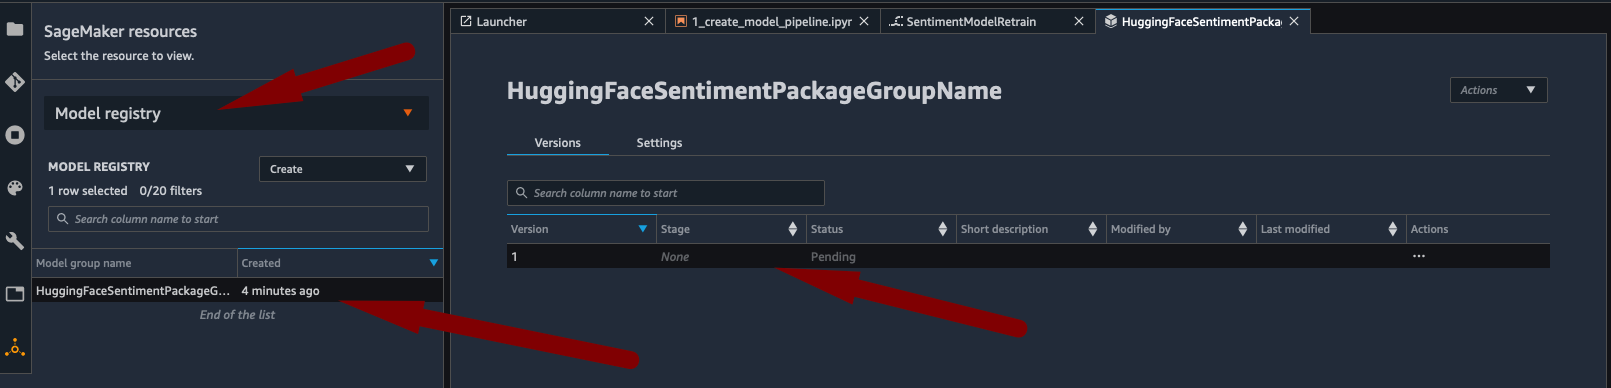 SageMaker resources
Select the resource to view.
Model registry
MODEL REGISTRY
Create
1 row selected 0/20 filters
Search column name to start
Model group name Created
HuggingFaceSentimentPackageG... 4 minutes ago
End of the list
Launcher 1_create_model_pipeline.ipyr SentimentModelRetrain HuggingFaceSentimentPacka
HuggingFaceSentimentPackageGroupName
Actions
Versions Settings
Search column name to start
Version Stage Status Short description Modified by Last modified Actions
1 None Pending ...